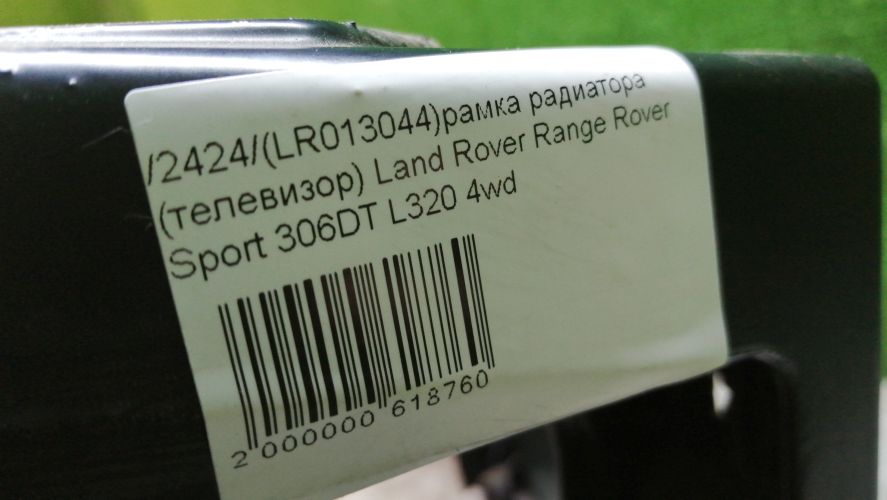 /2424/(LR013044)рамка радиатора
(телевизор) Land Rover Range Rover
Sport 306DT L320 4wd
2 000000 618760